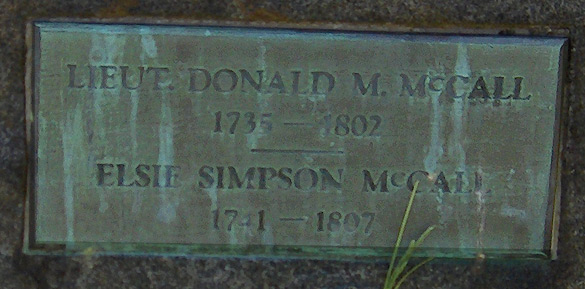 LIEUT. DONALD M. McCALL
1735 — 1802
ELSIE SIMPSON McCALL
1741 — 1807